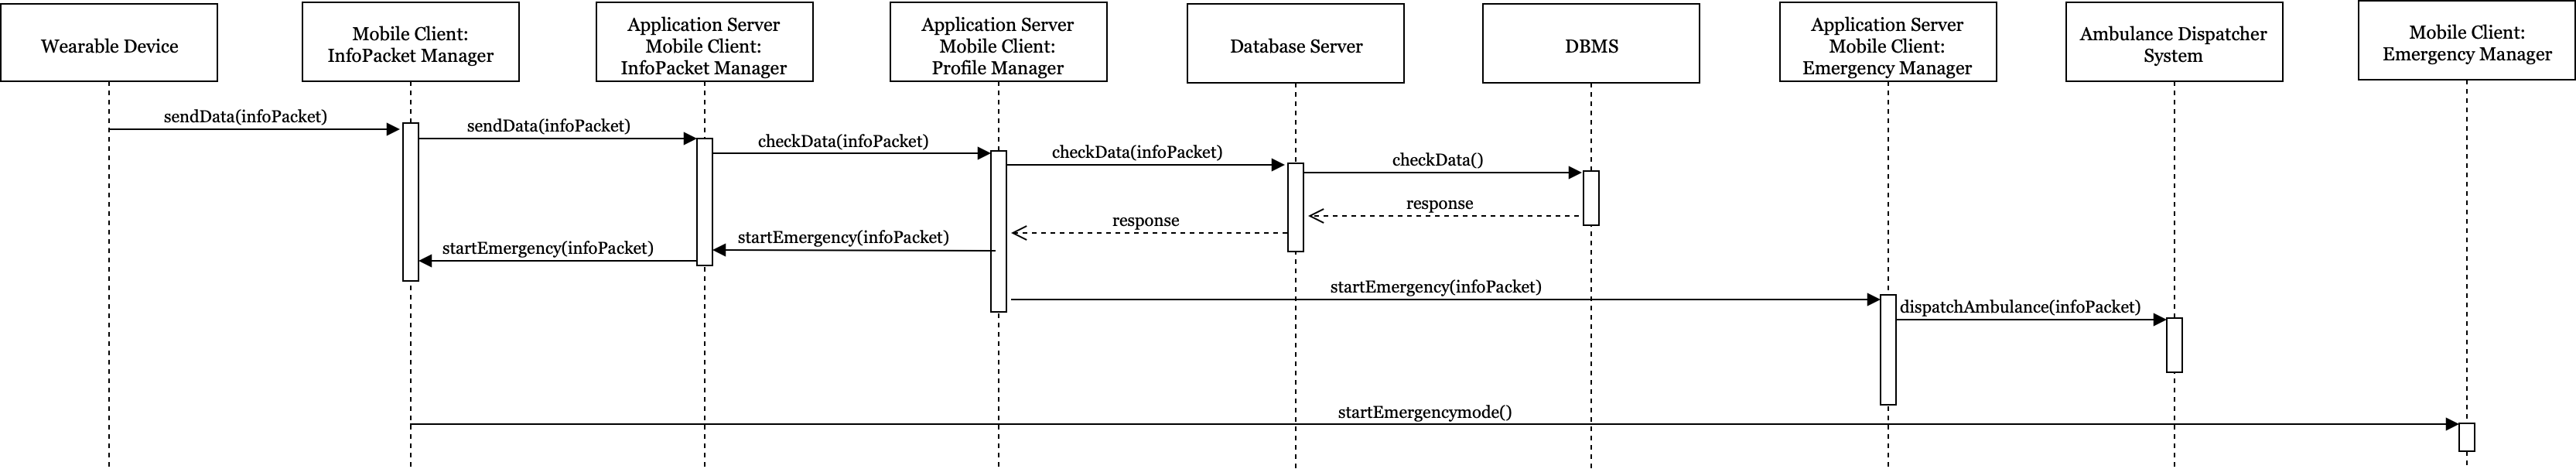 Wearable Device
Mobile Client:
InfoPacket Manager
Application Server
Mobile Client:
InfoPacket Manager
Application Server
Mobile Client:
Profile Manager
Database Server
DBMS
Application Server
Mobile Client:
Emergency Manager
Ambulance Dispatcher
System
Mobile Client:
Emergency Manager
sendData(infoPacket)
sendData(infoPacket)
checkData(infoPacket)
checkData(infoPacket)
checkData()
response
response
startEmergency(infoPacket)
startEmergency(infoPacket)
startEmergency(infoPacket)
dispatchAmbulance(infoPacket)
startEmergencymode()